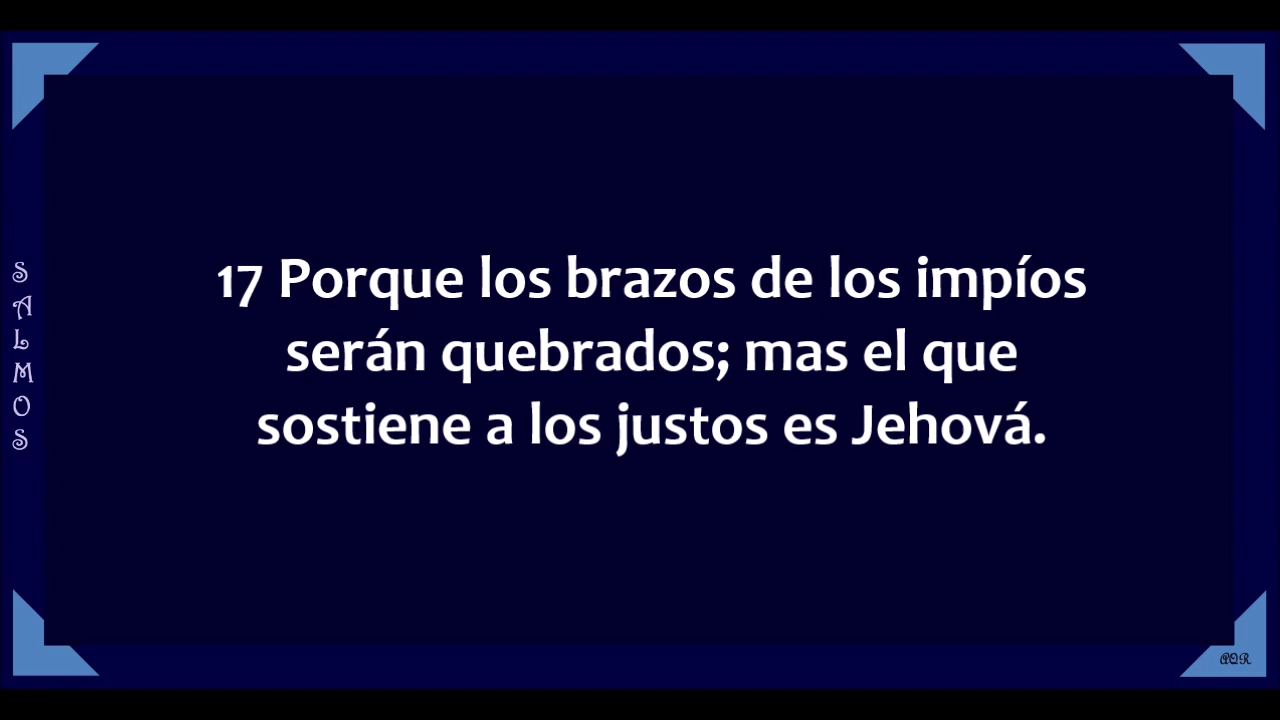 SALMOS
17 Porque los brazos de los impíos
serán quebrados; mas el que
sostiene a los justos es Jehová.